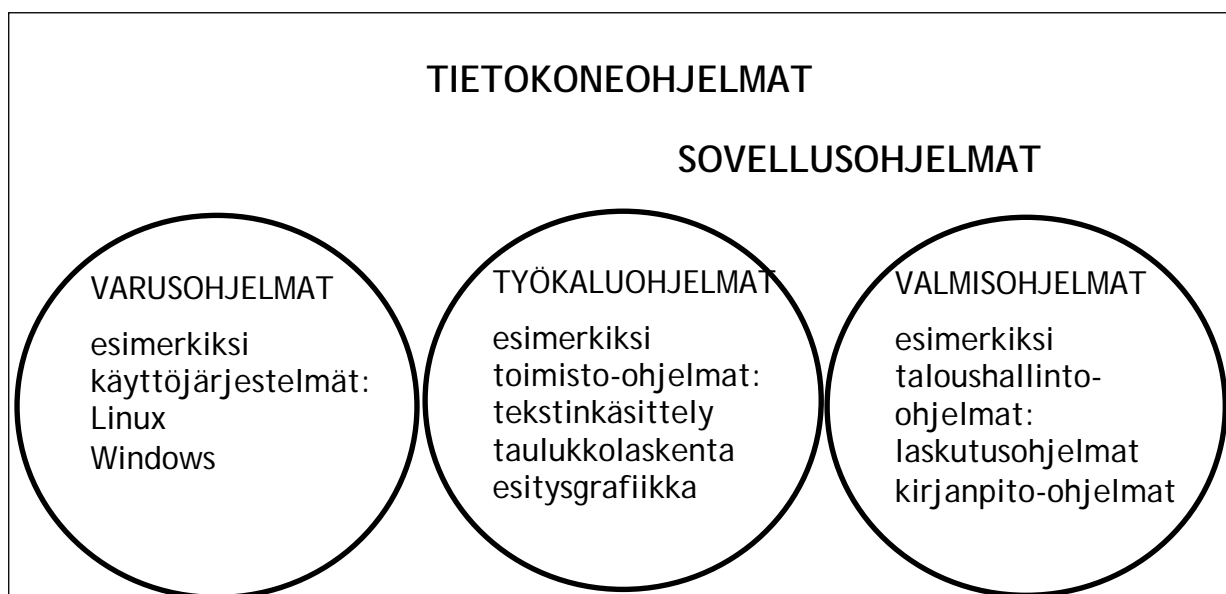 TIETOKONEOHJELMAT
SOVELLUSOHJELMAT
VARUSOHJELMAT
esimerkiksi
käyttöjärjestelmät:
Linux
Windows
TYÖKALUOHJELMAT
esimerkiksi
toimisto-ohjelmat:
tekstinkäsittely
taulukkolaskenta
esitysgrafiikka
VALMISOHJELMAT
esimerkiksi
taloushallinto-
ohjelmat:
laskutusohjelmat
kirjanpito-ohjelmat